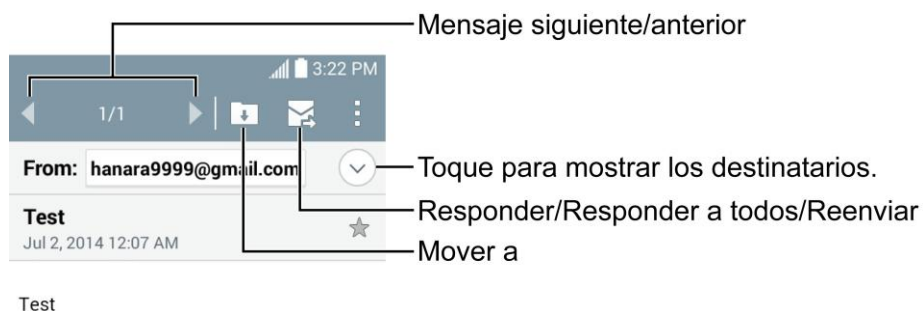 Mensaje siguiente/anterior
3:22 PM
1/1
From: hanara9999@gmail.com
Toque para mostrar los destinatarios.
Test
Responder/Responder a todos/Reenviar
Jul 2, 2014 12:07 AM
Mover a
Test